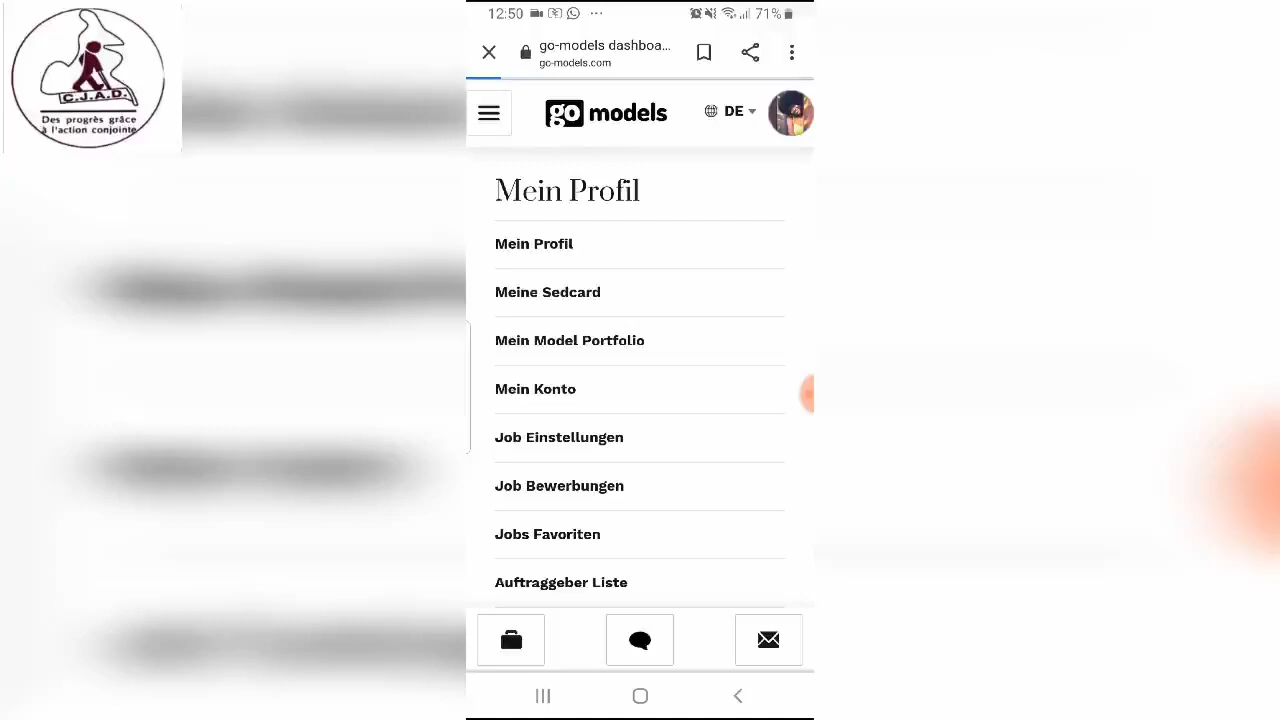 C.J.A.D.
Des progrès grâce
à l'action conjointe
12:50
71%
go-models dashboa...
go-models.com
go models
DE
Mein Profil
Mein Profil
Meine Sedcard
Mein Model Portfolio
Mein Konto
Job Einstellungen
Job Bewerbungen
Jobs Favoriten
Auftraggeber Liste